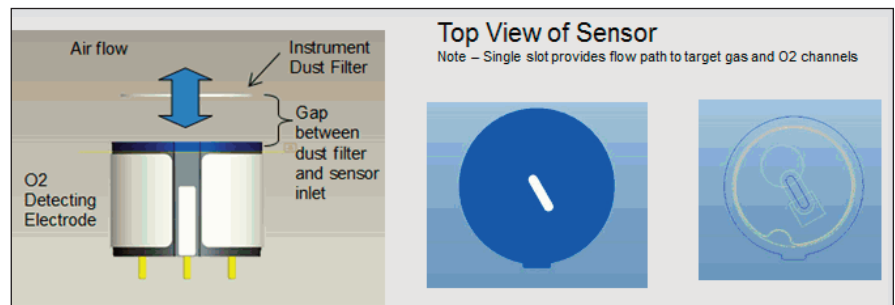 Air flow
Instrument
Dust Filter
Gap
between
dust filter
and sensor
inlet
O2
Detecting
Electrode
Top View of Sensor
Note – Single slot provides flow path to target gas and O2 channels